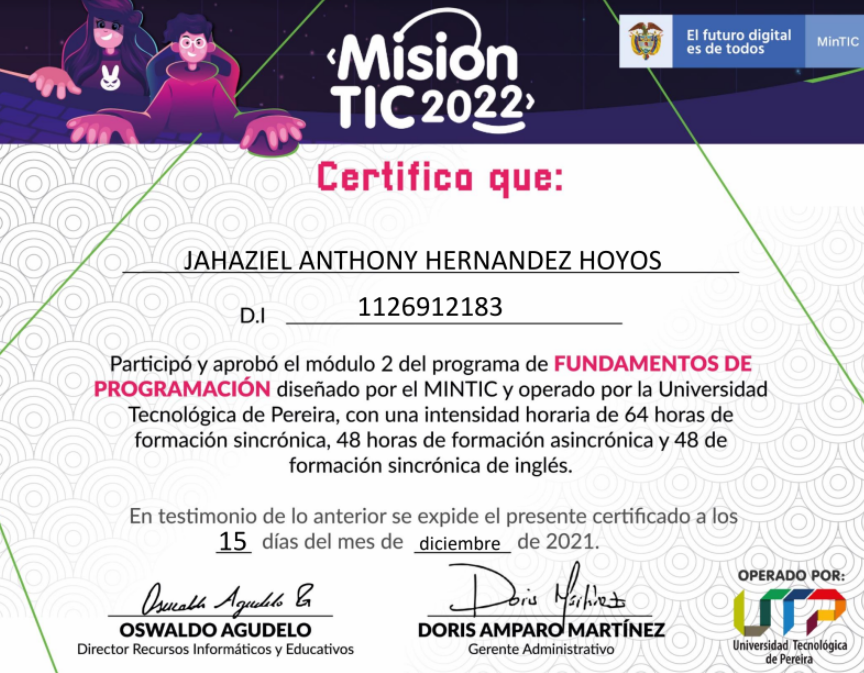 ‹Misión
TIC 2022›
El futuro digital
es de todos
MinTIC
Certifica que:
JAHAZIEL ANTHONY HERNANDEZ HOYOS
D.I 1126912183
Participó y aprobó el módulo 2 del programa de FUNDAMENTOS DE
PROGRAMACIÓN diseñado por el MINTIC y operado por la Universidad
Tecnológica de Pereira, con una intensidad horaria de 64 horas de
formación sincrónica, 48 horas de formación asincrónica y 48 de
formación sincrónica de inglés.
En testimonio de lo anterior se expide el presente certificado a los
15 días del mes de diciembre de 2021.
Oswaldo Agudelo
Doris Martínez
OSWALDO AGUDELO
Director Recursos Informáticos y Educativos
DORIS AMPARO MARTÍNEZ
Gerente Administrativo
OPERADO POR:
UTP
Universidad Tecnológica
de Pereira